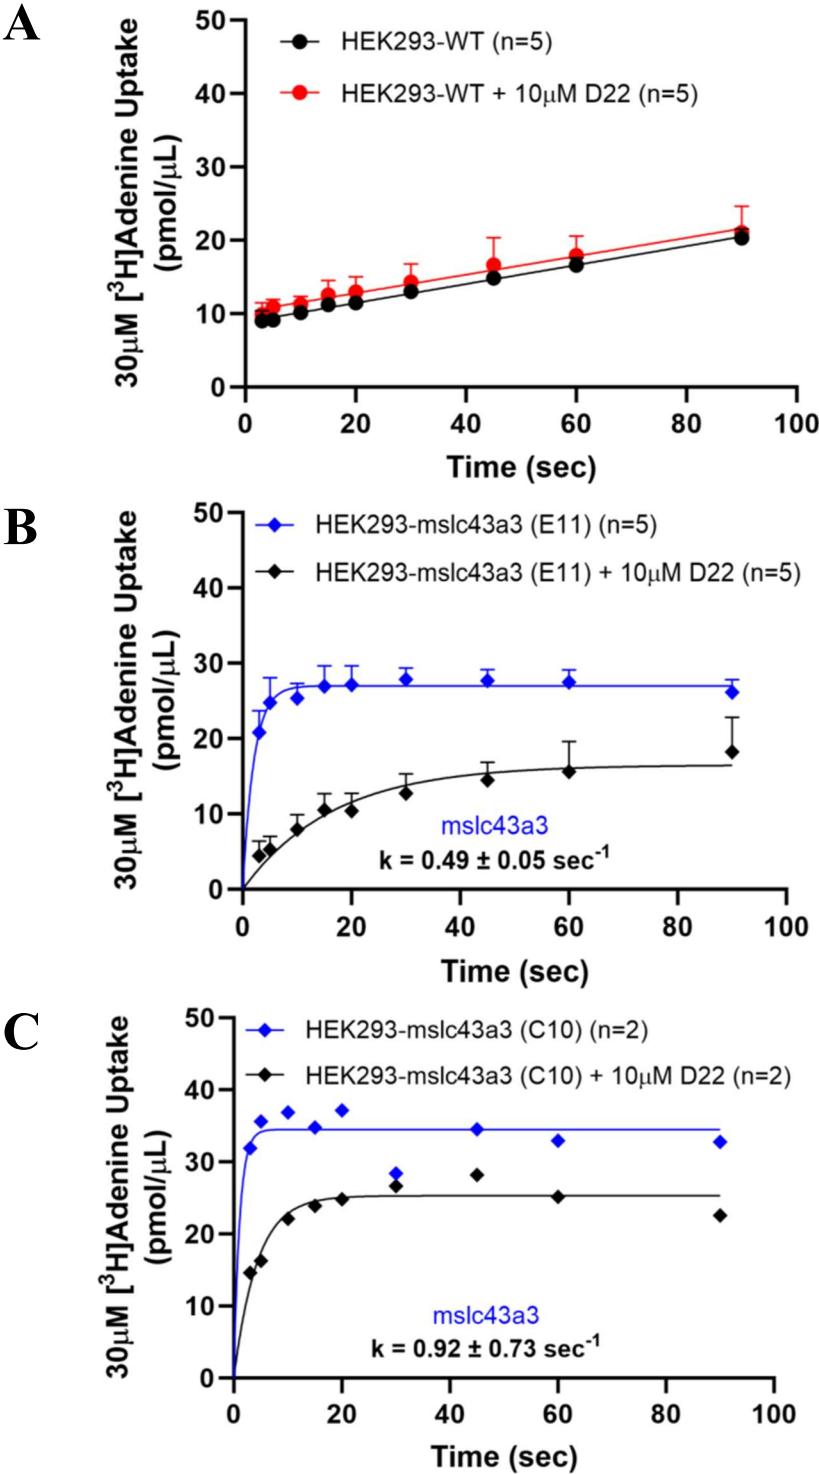 A
30μM [³H]Adenine Uptake
(pmol/μL)
50
40
30
20
10
0
HEK293-WT (n=5)
HEK293-WT + 10μM D22 (n=5)
0 20 40 60 80 100
Time (sec)
B
30μM [³H]Adenine Uptake
(pmol/μL)
50
40
30
20
10
0
HEK293-mslc43a3 (E11) (n=5)
HEK293-mslc43a3 (E11) + 10μM D22 (n=5)
mslc43a3
k = 0.49 ± 0.05 sec⁻¹
0 20 40 60 80 100
Time (sec)
C
30μM [³H]Adenine Uptake
(pmol/μL)
50
40
30
20
10
0
HEK293-mslc43a3 (C10) (n=2)
HEK293-mslc43a3 (C10) + 10μM D22 (n=2)
mslc43a3
k = 0.92 ± 0.73 sec⁻¹
0 20 40 60 80 100
Time (sec)